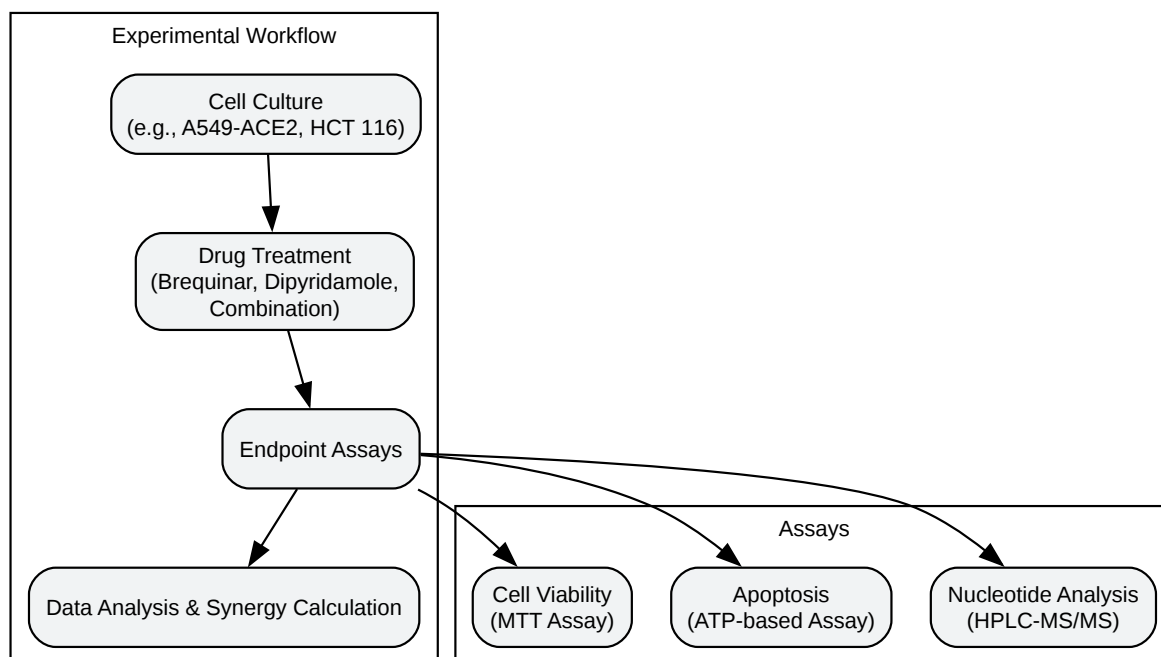 Experimental Workflow
Cell Culture
(e.g., A549-ACE2, HCT 116)
Drug Treatment
(Brequinar, Dipyridamole,
Combination)
Endpoint Assays
Data Analysis & Synergy Calculation
Assays
Cell Viability
(MTT Assay)
Apoptosis
(ATP-based Assay)
Nucleotide Analysis
(HPLC-MS/MS)